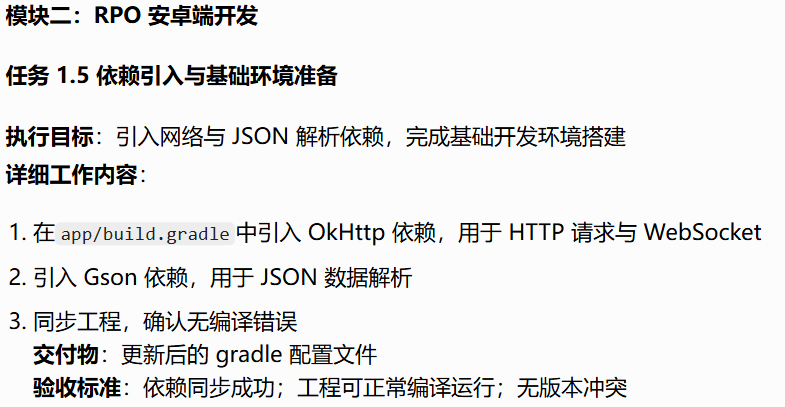 模块二：RPO 安卓端开发
任务 1.5 依赖引入与基础环境准备
执行目标：引入网络与 JSON 解析依赖，完成基础开发环境搭建
详细工作内容：
1. 在 app/build.gradle 中引入 OkHttp 依赖，用于 HTTP 请求与 WebSocket
2. 引入 Gson 依赖，用于 JSON 数据解析
3. 同步工程，确认无编译错误
交付物：更新后的 gradle 配置文件
验收标准：依赖同步成功；工程可正常编译运行；无版本冲突